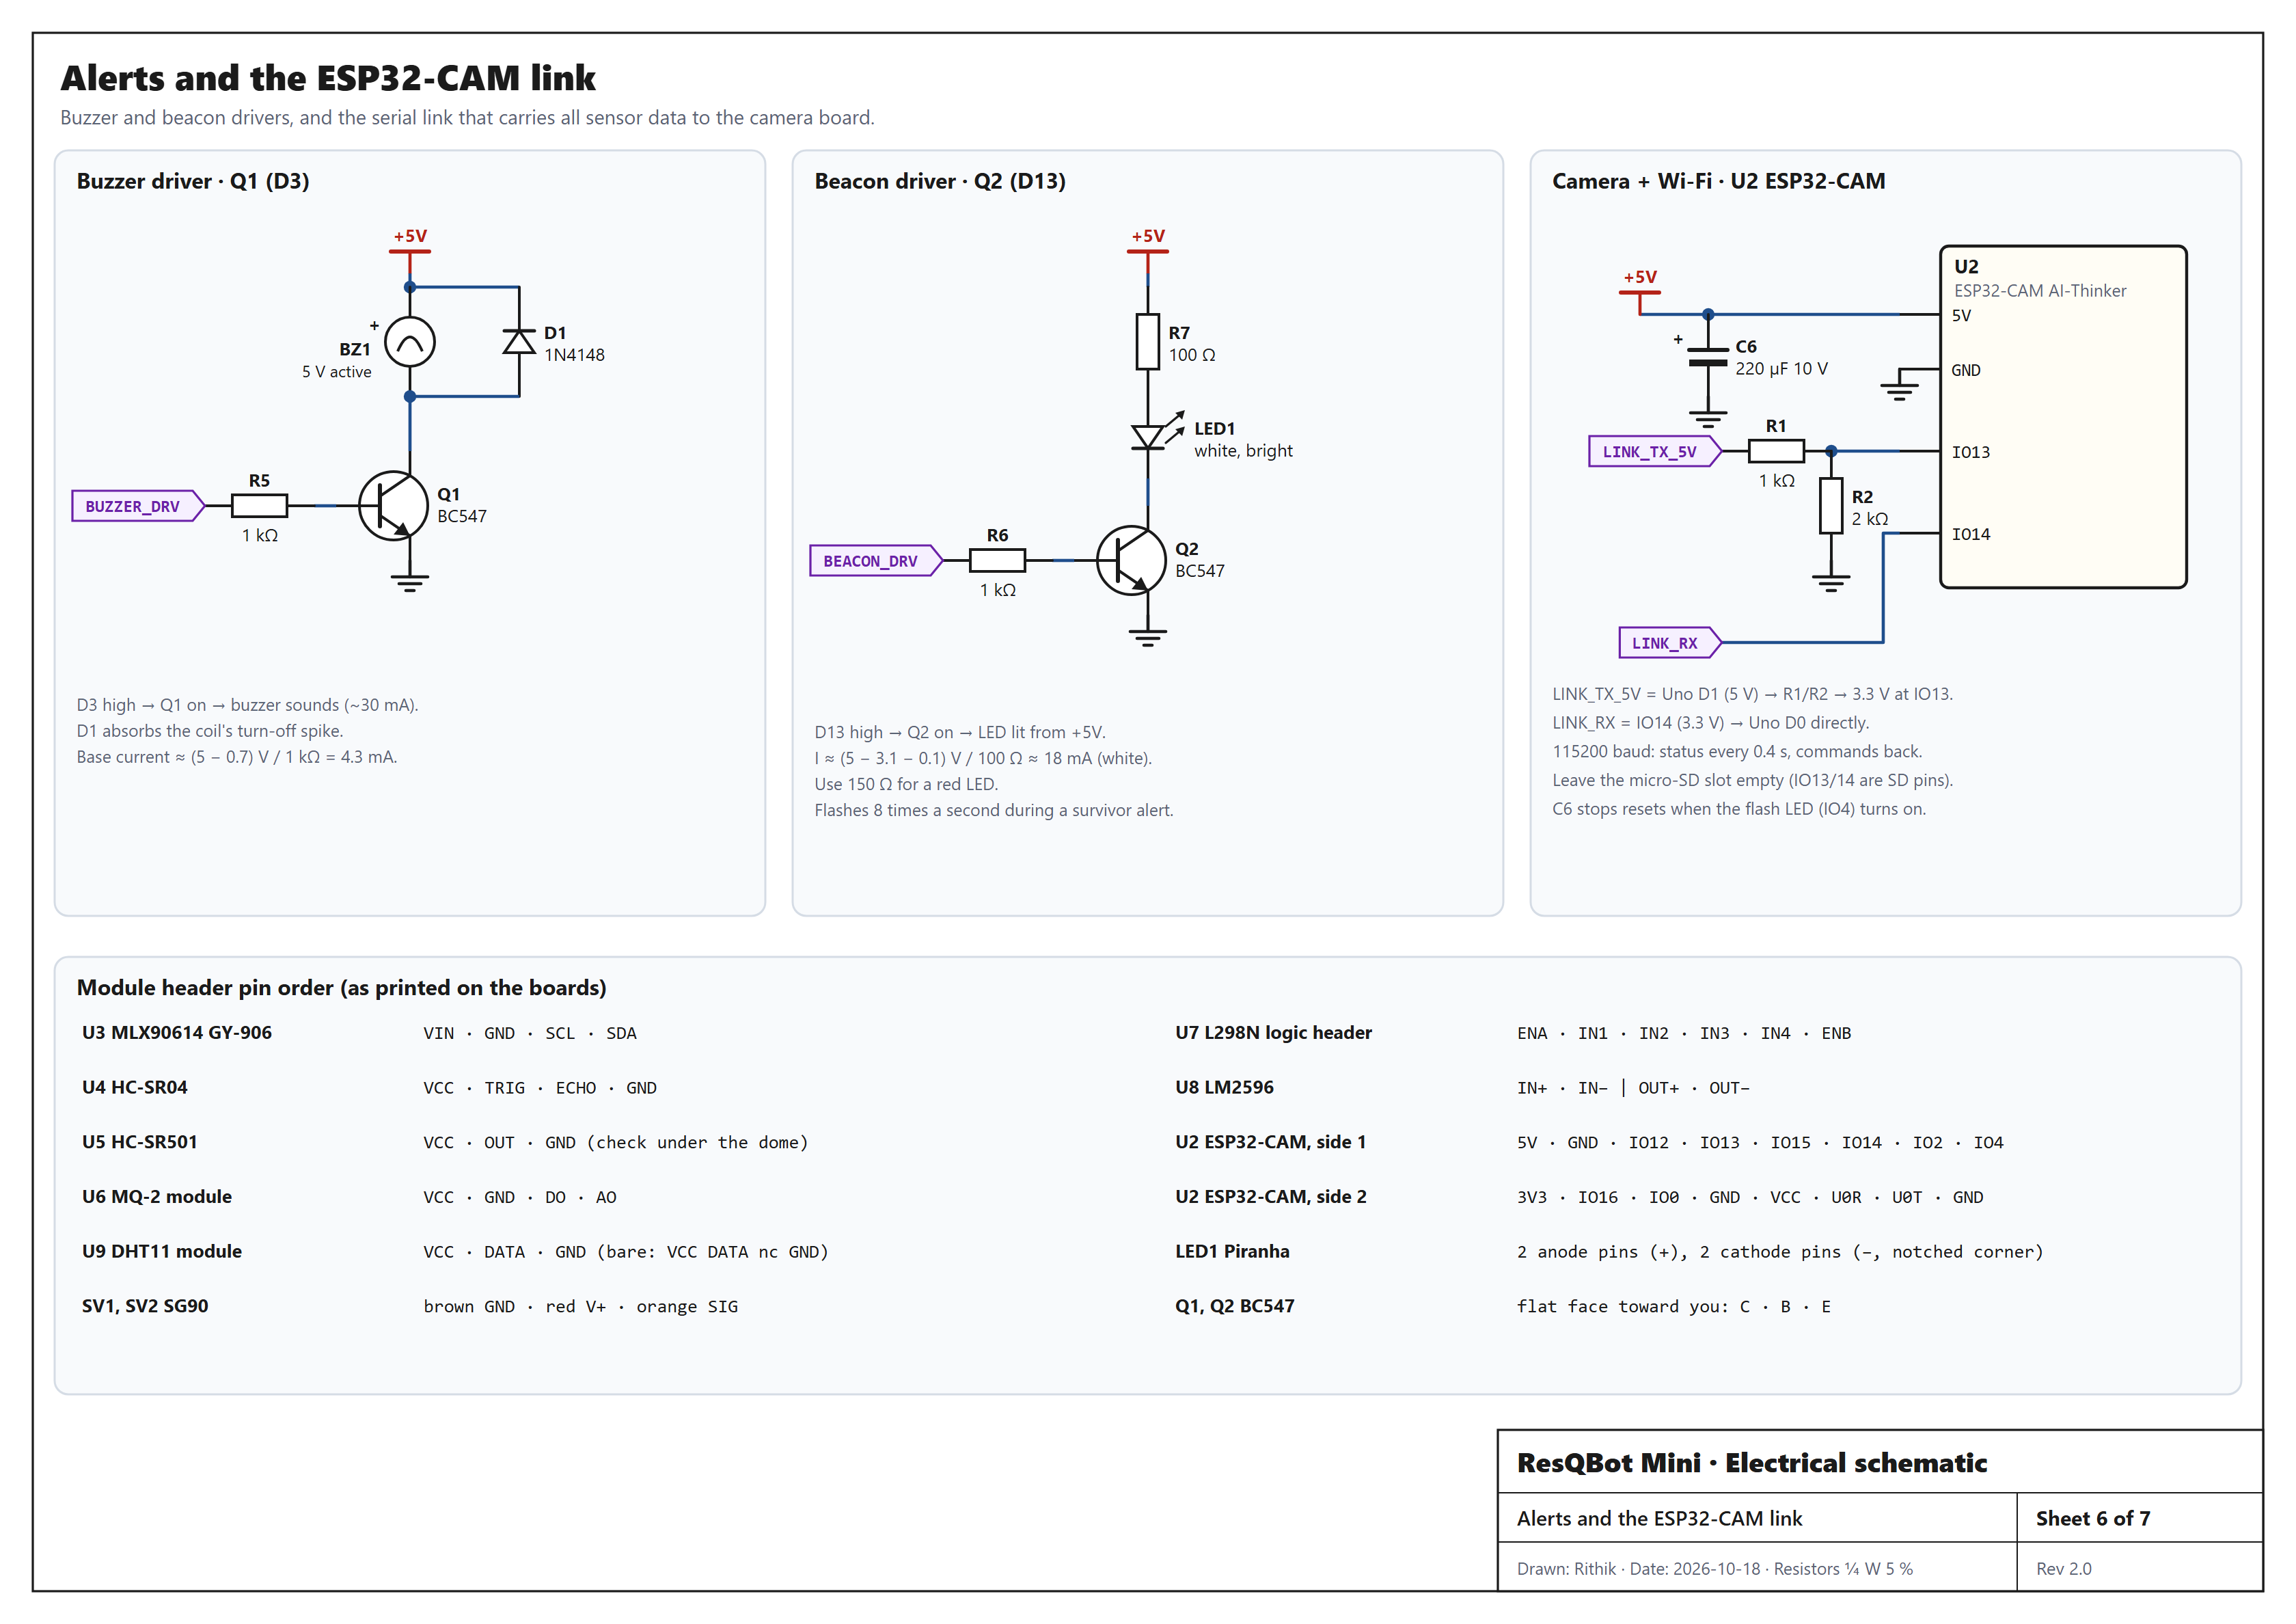 Alerts and the ESP32-CAM link
Buzzer and beacon drivers, and the serial link that carries all sensor data to the camera board.
Buzzer driver · Q1 (D3)
+5V
+
BZ1
5 V active
D1
1N4148
BUZZER_DRV
R5
1 kΩ
Q1
BC547
D3 high → Q1 on → buzzer sounds (~30 mA).
D1 absorbs the coil's turn-off spike.
Base current ≈ (5 − 0.7) V / 1 kΩ = 4.3 mA.
Beacon driver · Q2 (D13)
+5V
R7
100 Ω
LED1
white, bright
BEACON_DRV
R6
1 kΩ
Q2
BC547
D13 high → Q2 on → LED lit from +5V.
I ≈ (5 − 3.1 − 0.1) V / 100 Ω ≈ 18 mA (white).
Use 150 Ω for a red LED.
Flashes 8 times a second during a survivor alert.
Camera + Wi-Fi · U2 ESP32-CAM
U2
ESP32-CAM AI-Thinker
+5V
5V
+
C6
220 µF 10 V
GND
LINK_TX_5V
R1
1 kΩ
IO13
R2
2 kΩ
IO14
LINK_RX
LINK_TX_5V = Uno D1 (5 V) → R1/R2 → 3.3 V at IO13.
LINK_RX = IO14 (3.3 V) → Uno D0 directly.
115200 baud: status every 0.4 s, commands back.
Leave the micro-SD slot empty (IO13/14 are SD pins).
C6 stops resets when the flash LED (IO4) turns on.
Module header pin order (as printed on the boards)
U3 MLX90614 GY-906 VIN · GND · SCL · SDA
U4 HC-SR04 VCC · TRIG · ECHO · GND
U5 HC-SR501 VCC · OUT · GND (check under the dome)
U6 MQ-2 module VCC · GND · DO · AO
U9 DHT11 module VCC · DATA · GND (bare: VCC DATA nc GND)
SV1, SV2 SG90 brown GND · red V+ · orange SIG
U7 L298N logic header ENA · IN1 · IN2 · IN3 · IN4 · ENB
U8 LM2596 IN+ · IN− | OUT+ · OUT−
U2 ESP32-CAM, side 1 5V · GND · IO12 · IO13 · IO15 · IO14 · IO2 · IO4
U2 ESP32-CAM, side 2 3V3 · IO16 · IO0 · GND · VCC · U0R · U0T · GND
LED1 Piranha 2 anode pins (+), 2 cathode pins (−, notched corner)
Q1, Q2 BC547 flat face toward you: C · B · E
ResQBot Mini · Electrical schematic
Alerts and the ESP32-CAM link
Sheet 6 of 7
Drawn: Rithik · Date: 2026-10-18 · Resistors ¼ W 5 %
Rev 2.0